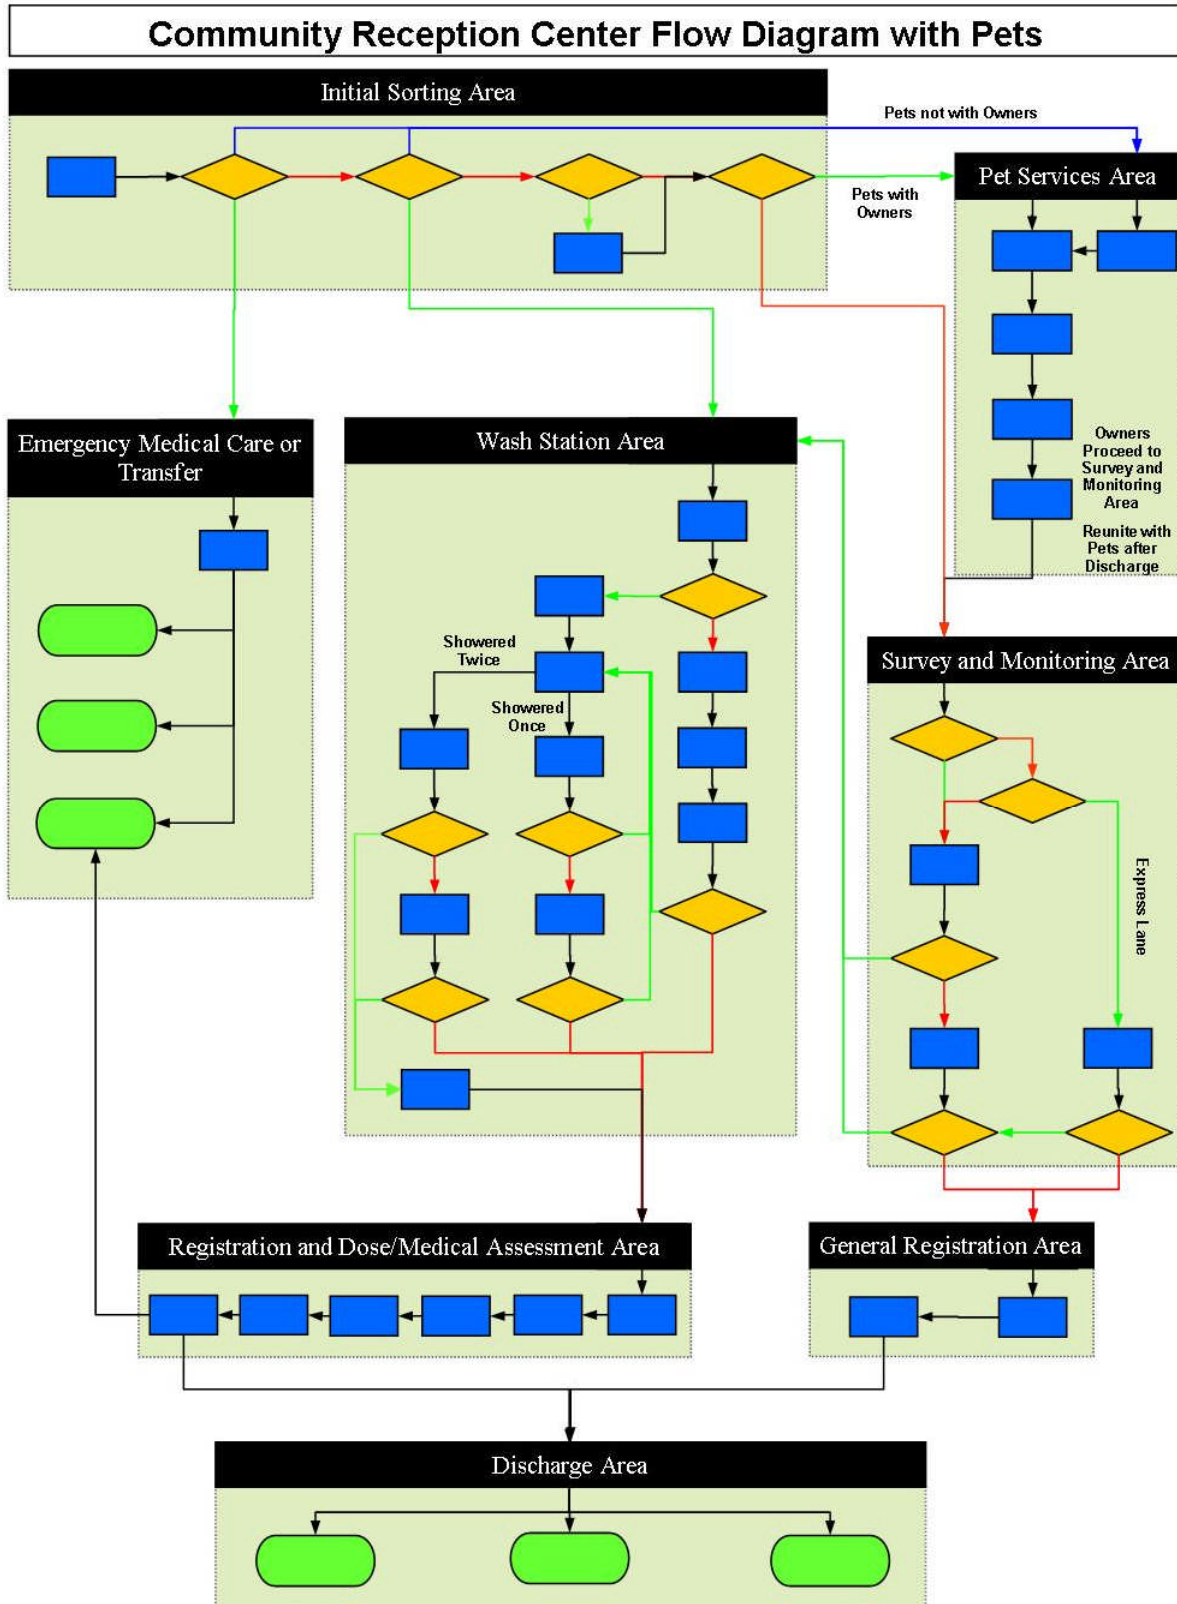 Community Reception Center Flow Diagram with Pets
Initial Sorting Area
Pets not with Owners
Pets with
Owners
Pet Services Area
Owners
Proceed to
Survey and
Monitoring
Area
Reunite with
Pets after
Discharge
Emergency Medical Care or
Transfer
Wash Station Area
Showered
Twice
Showered
Once
Survey and Monitoring Area
Express Lane
Registration and Dose/Medical Assessment Area
General Registration Area
Discharge Area